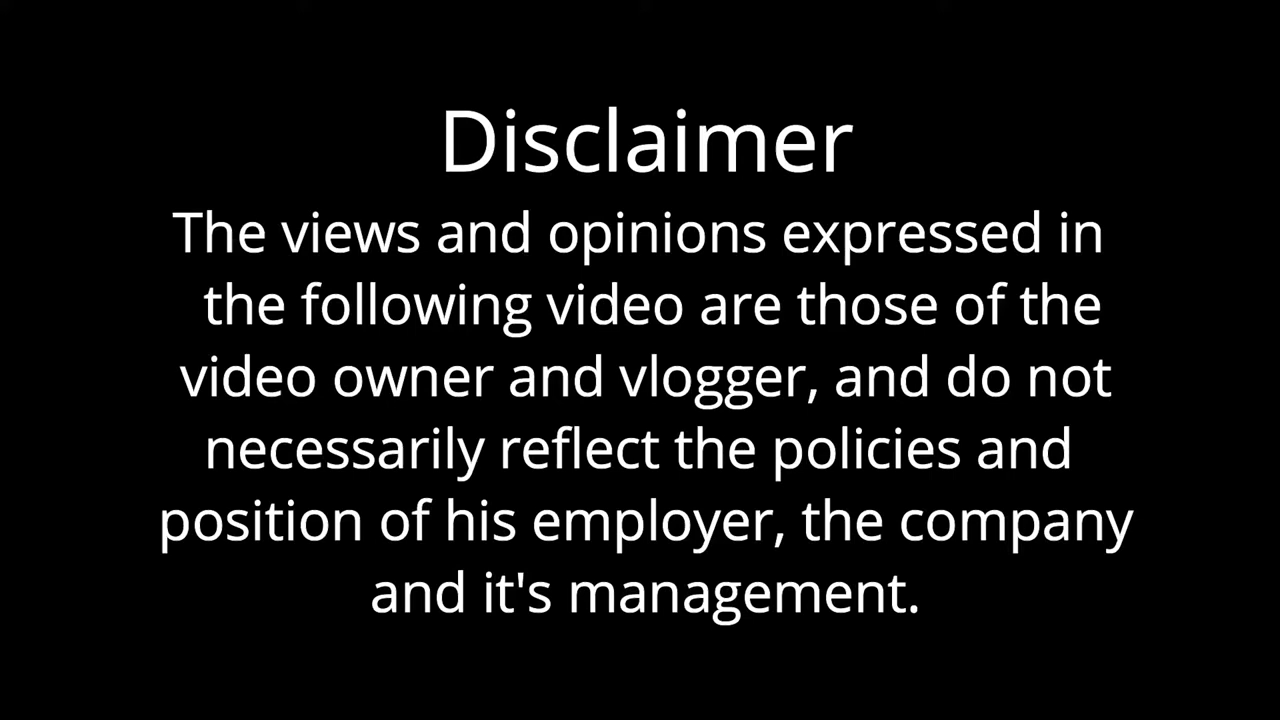 Disclaimer
The views and opinions expressed in
the following video are those of the
video owner and vlogger, and do not
necessarily reflect the policies and
position of his employer, the company
and it's management.